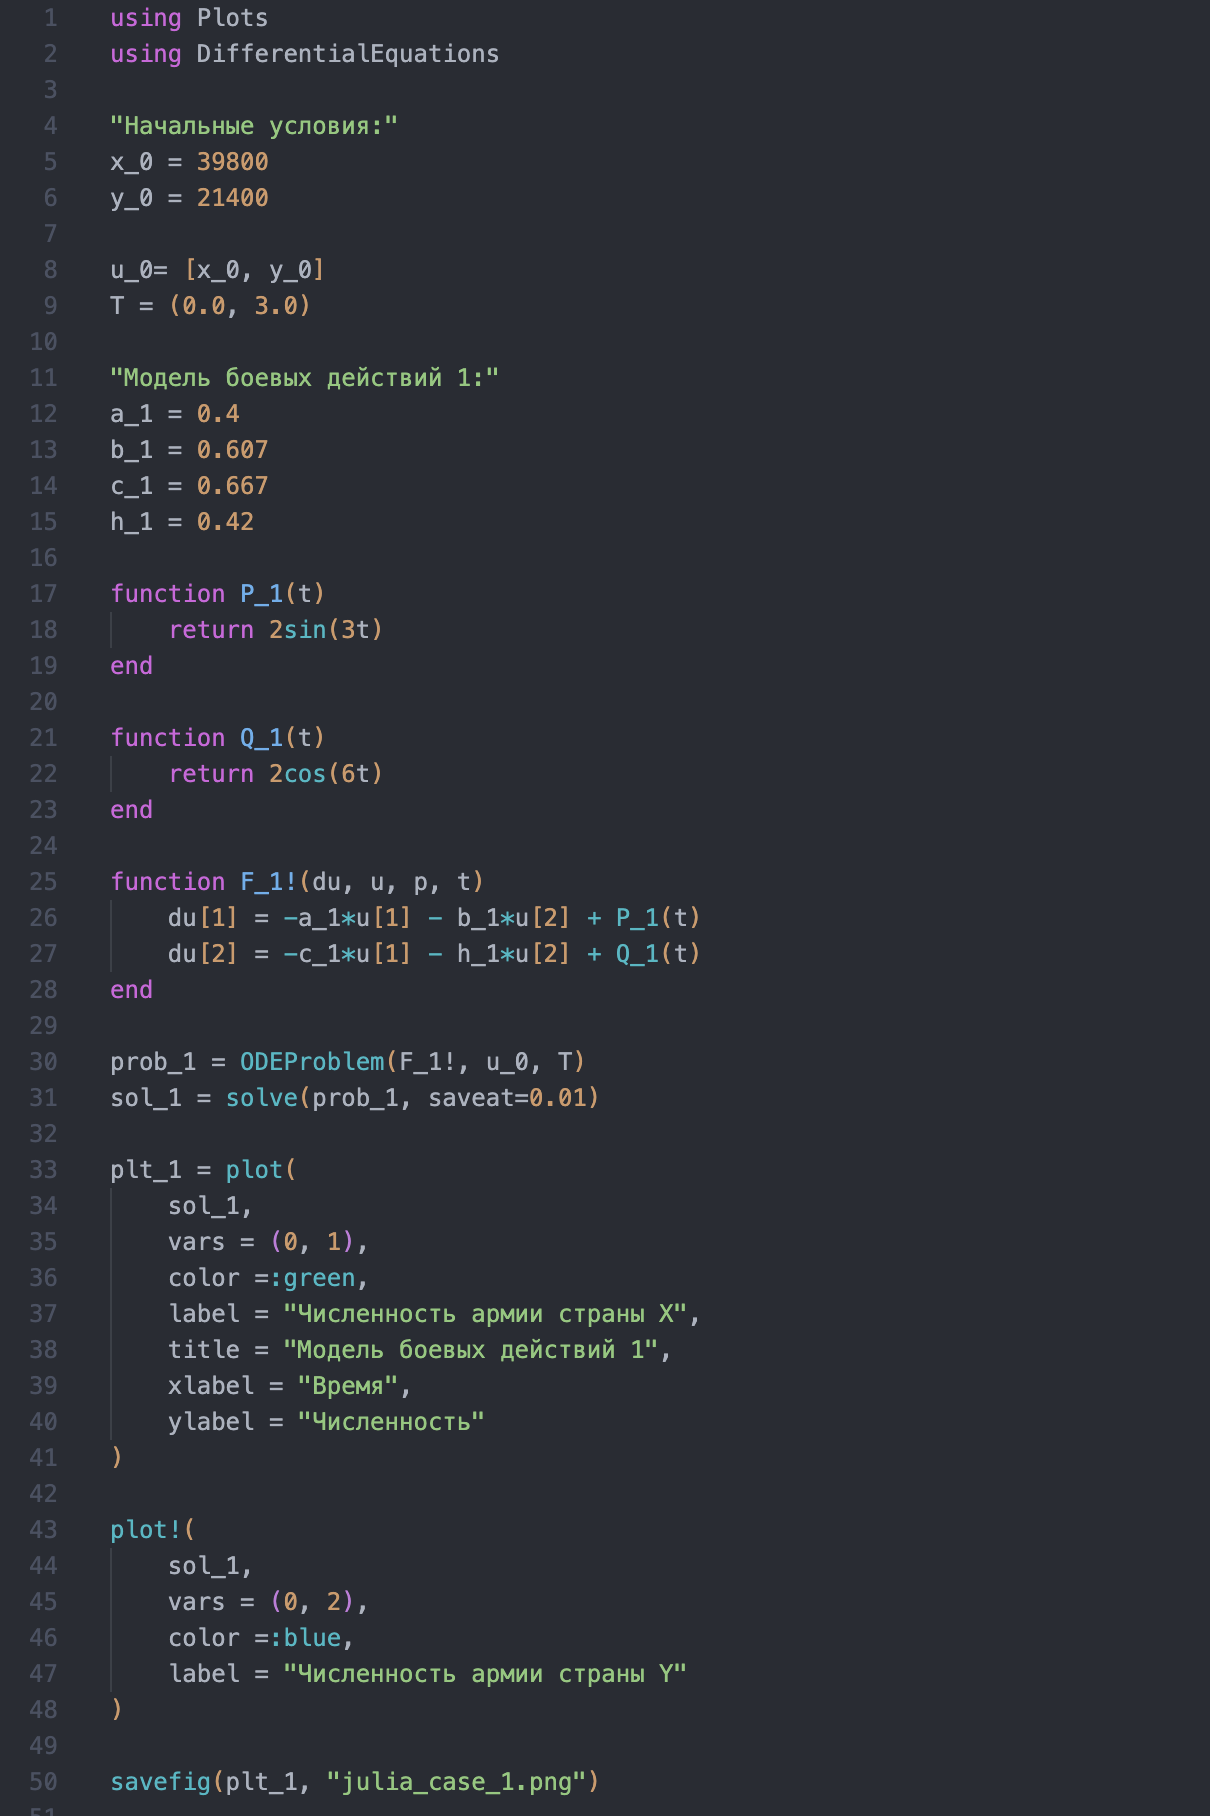 1 using Plots
2 using DifferentialEquations
3
4 "Начальные условия:"
5 x_0 = 39800
6 y_0 = 21400
7
8 u_0= [x_0, y_0]
9 T = (0.0, 3.0)
10
11 "Модель боевых действий 1:"
12 a_1 = 0.4
13 b_1 = 0.607
14 c_1 = 0.667
15 h_1 = 0.42
16
17 function P_1(t)
18     return 2sin(3t)
19 end
20
21 function Q_1(t)
22     return 2cos(6t)
23 end
24
25 function F_1!(du, u, p, t)
26     du[1] = -a_1*u[1] - b_1*u[2] + P_1(t)
27     du[2] = -c_1*u[1] - h_1*u[2] + Q_1(t)
28 end
29
30 prob_1 = ODEProblem(F_1!, u_0, T)
31 sol_1 = solve(prob_1, saveat=0.01)
32
33 plt_1 = plot(
34     sol_1,
35     vars = (0, 1),
36     color =:green,
37     label = "Численность армии страны X",
38     title = "Модель боевых действий 1",
39     xlabel = "Время",
40     ylabel = "Численность"
41 )
42
43 plot!(
44     sol_1,
45     vars = (0, 2),
46     color =:blue,
47     label = "Численность армии страны Y"
48 )
49
50 savefig(plt_1, "julia_case_1.png")
51